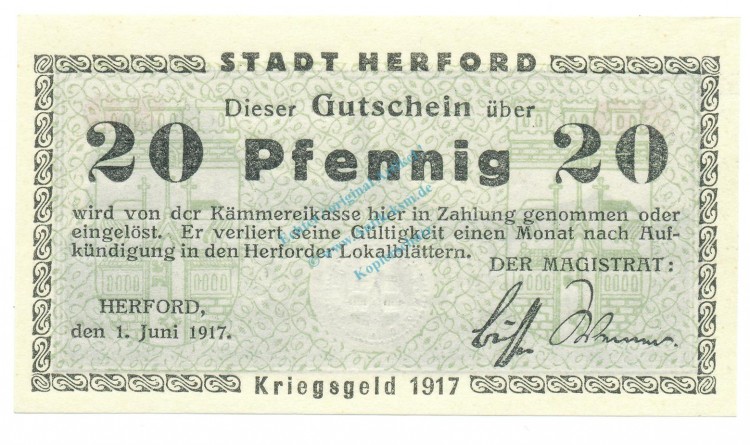 STADT HERFORD
Dieser Gutschein über
20 Pfennig 20
wird von der Kämmereikasse hier in Zahlung genommen oder
eingelöst. Er verliert seine Gültigkeit einen Monat nach Auf-
kündigung in den Herforder Lokalblättern.
DER MAGISTRAT:
HERFORD,
den 1. Juni 1917.
Kriegsgeld 1917